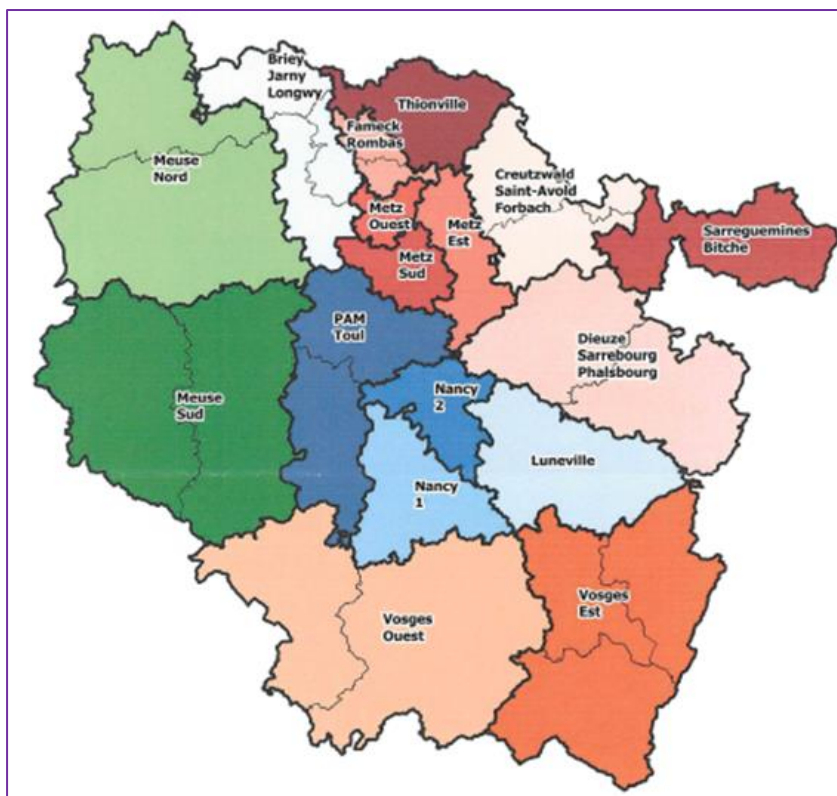 Briey
Jarny
Longwy
Thionville
Fameck
Rombas
Meuse
Nord
Creutzwald
Saint-Avold
Forbach
Metz
Ouest
Metz
Est
Sarreguemines
Bitche
Metz
Sud
PAM
Toul
Dieuze
Sarrebourg
Phalsbourg
Meuse
Sud
Nancy
2
Luneville
Nancy
1
Vosges
Est
Vosges
Ouest